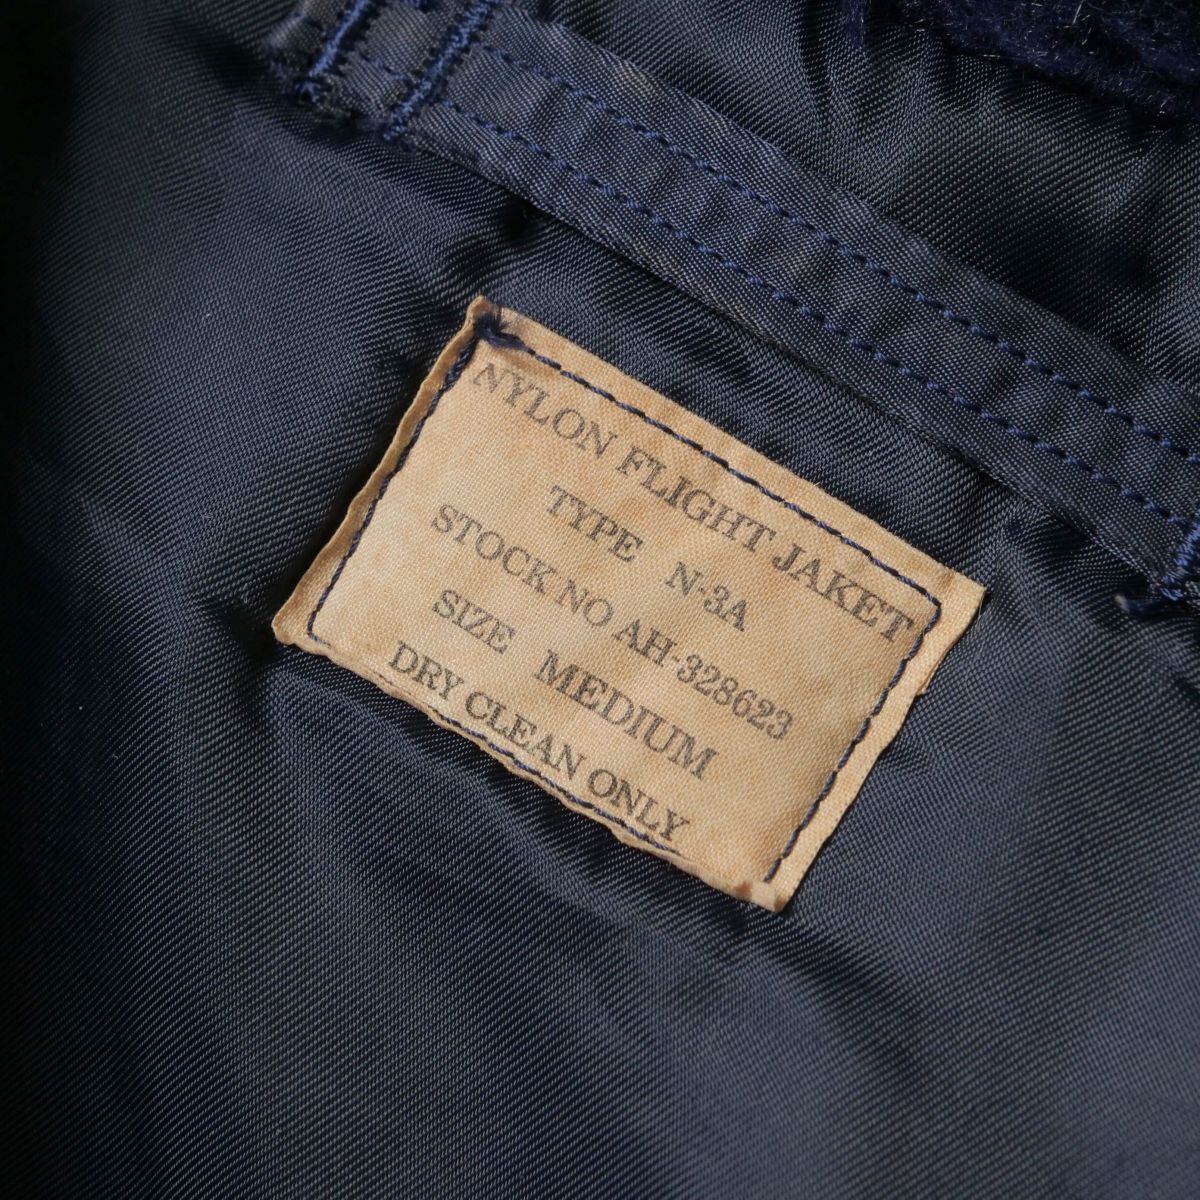 NYLON FLIGHT JAKET
TYPE N-3A
STOCK NO AH-328623
SIZE MEDIUM
DRY CLEAN ONLY